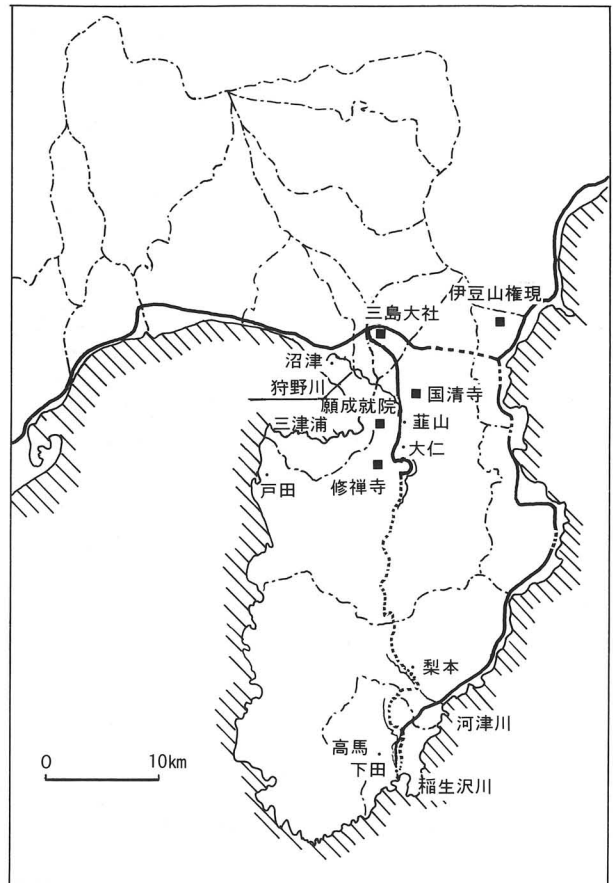 伊豆山権現
三島大社
沼津
狩野川
国清寺
願成就院
韮山
三津浦
大仁
戸田
修禅寺
梨本
河津川
0 10km
高馬
下田
稲生沢川